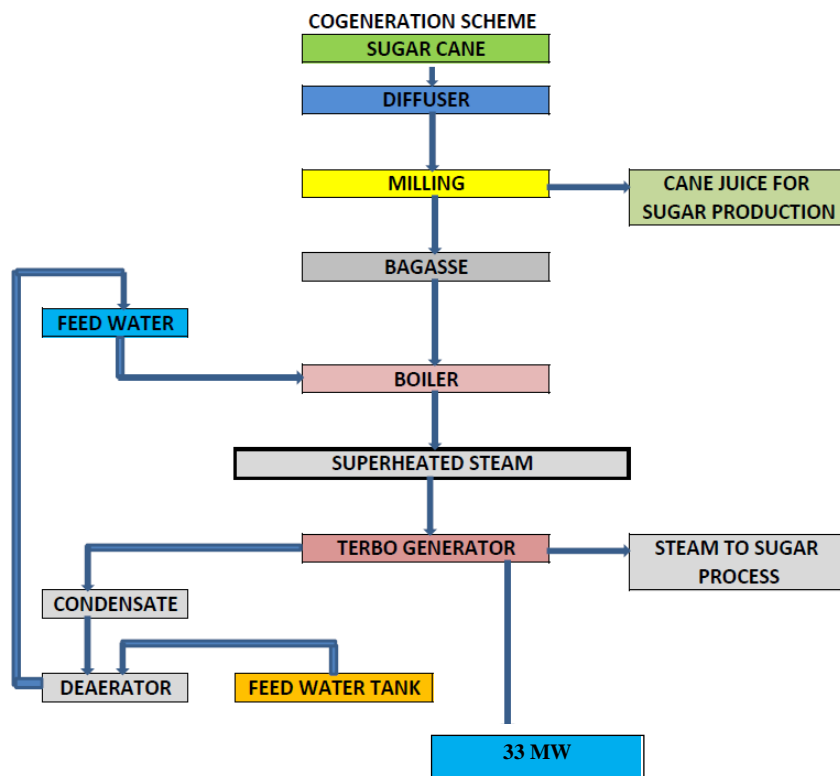 COGENERATION SCHEME
SUGAR CANE
DIFFUSER
MILLING
CANE JUICE FOR
SUGAR PRODUCTION
BAGASSE
FEED WATER
BOILER
SUPERHEATED STEAM
TERBO GENERATOR
STEAM TO SUGAR
PROCESS
CONDENSATE
DEAERATOR
FEED WATER TANK
33 MW